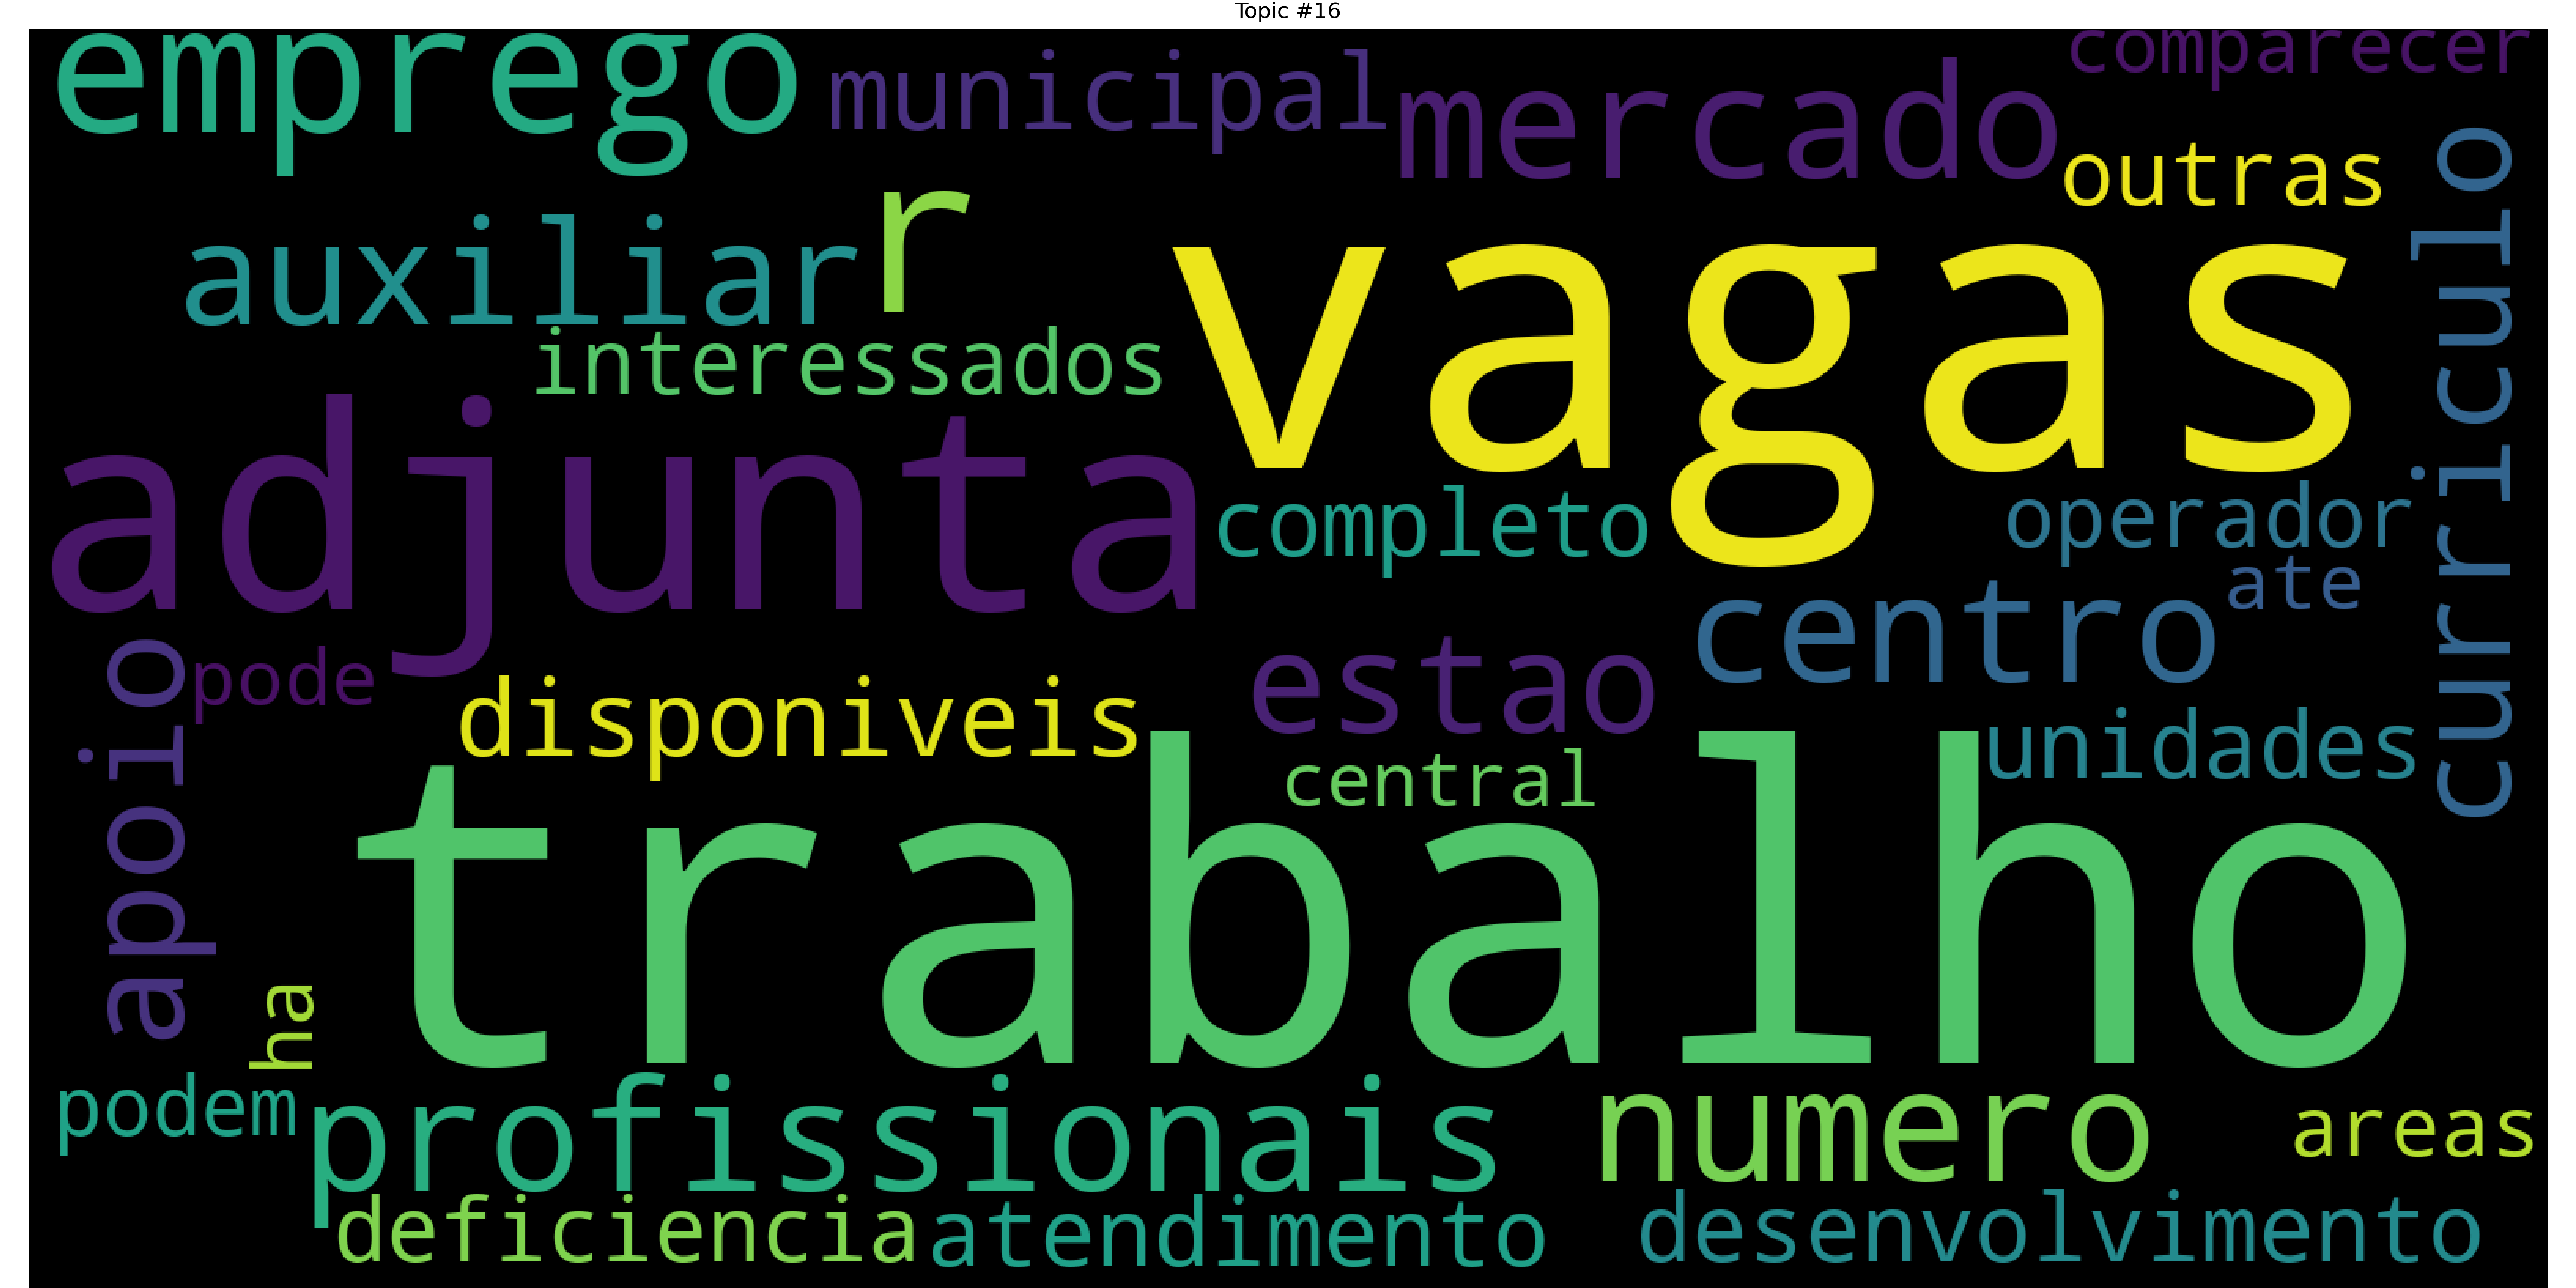 Topic #16
emprego
municipal
mercado
comparecer
outras
curriculo
auxiliar
r
vagas
interessados
adjunta
completo
operador
ate
centro
apoio
pode
disponiveis
estao
unidades
central
trabalho
ha
podem
profissionais
numero
areas
deficiencia
atendimento
desenvolvimento